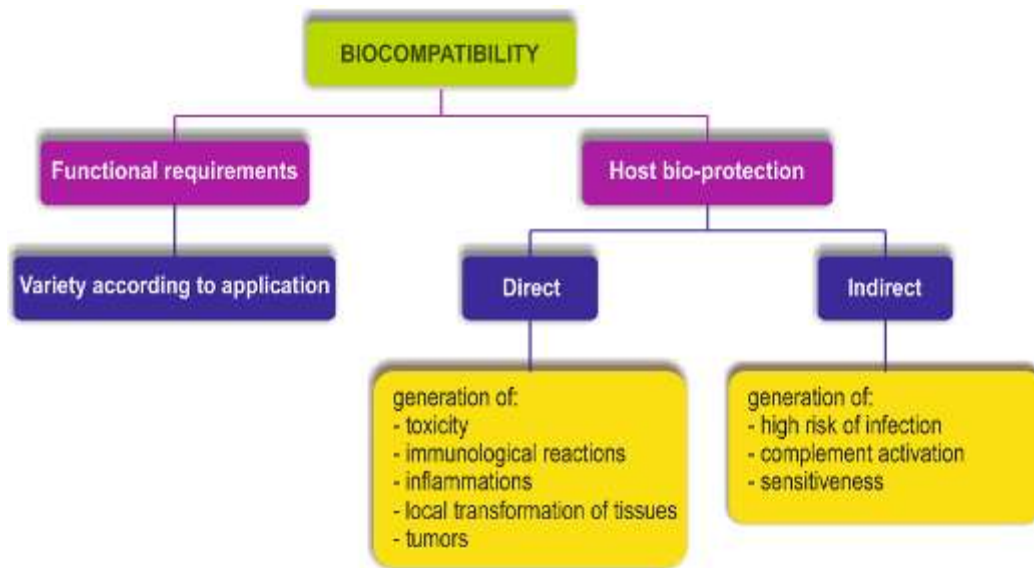 BIOCOMPATIBILITY
Functional requirements
Host bio-protection
Variety according to application
Direct
Indirect
generation of:
- toxicity
- immunological reactions
- inflammations
- local transformation of tissues
- tumors
generation of:
- high risk of infection
- complement activation
- sensitiveness